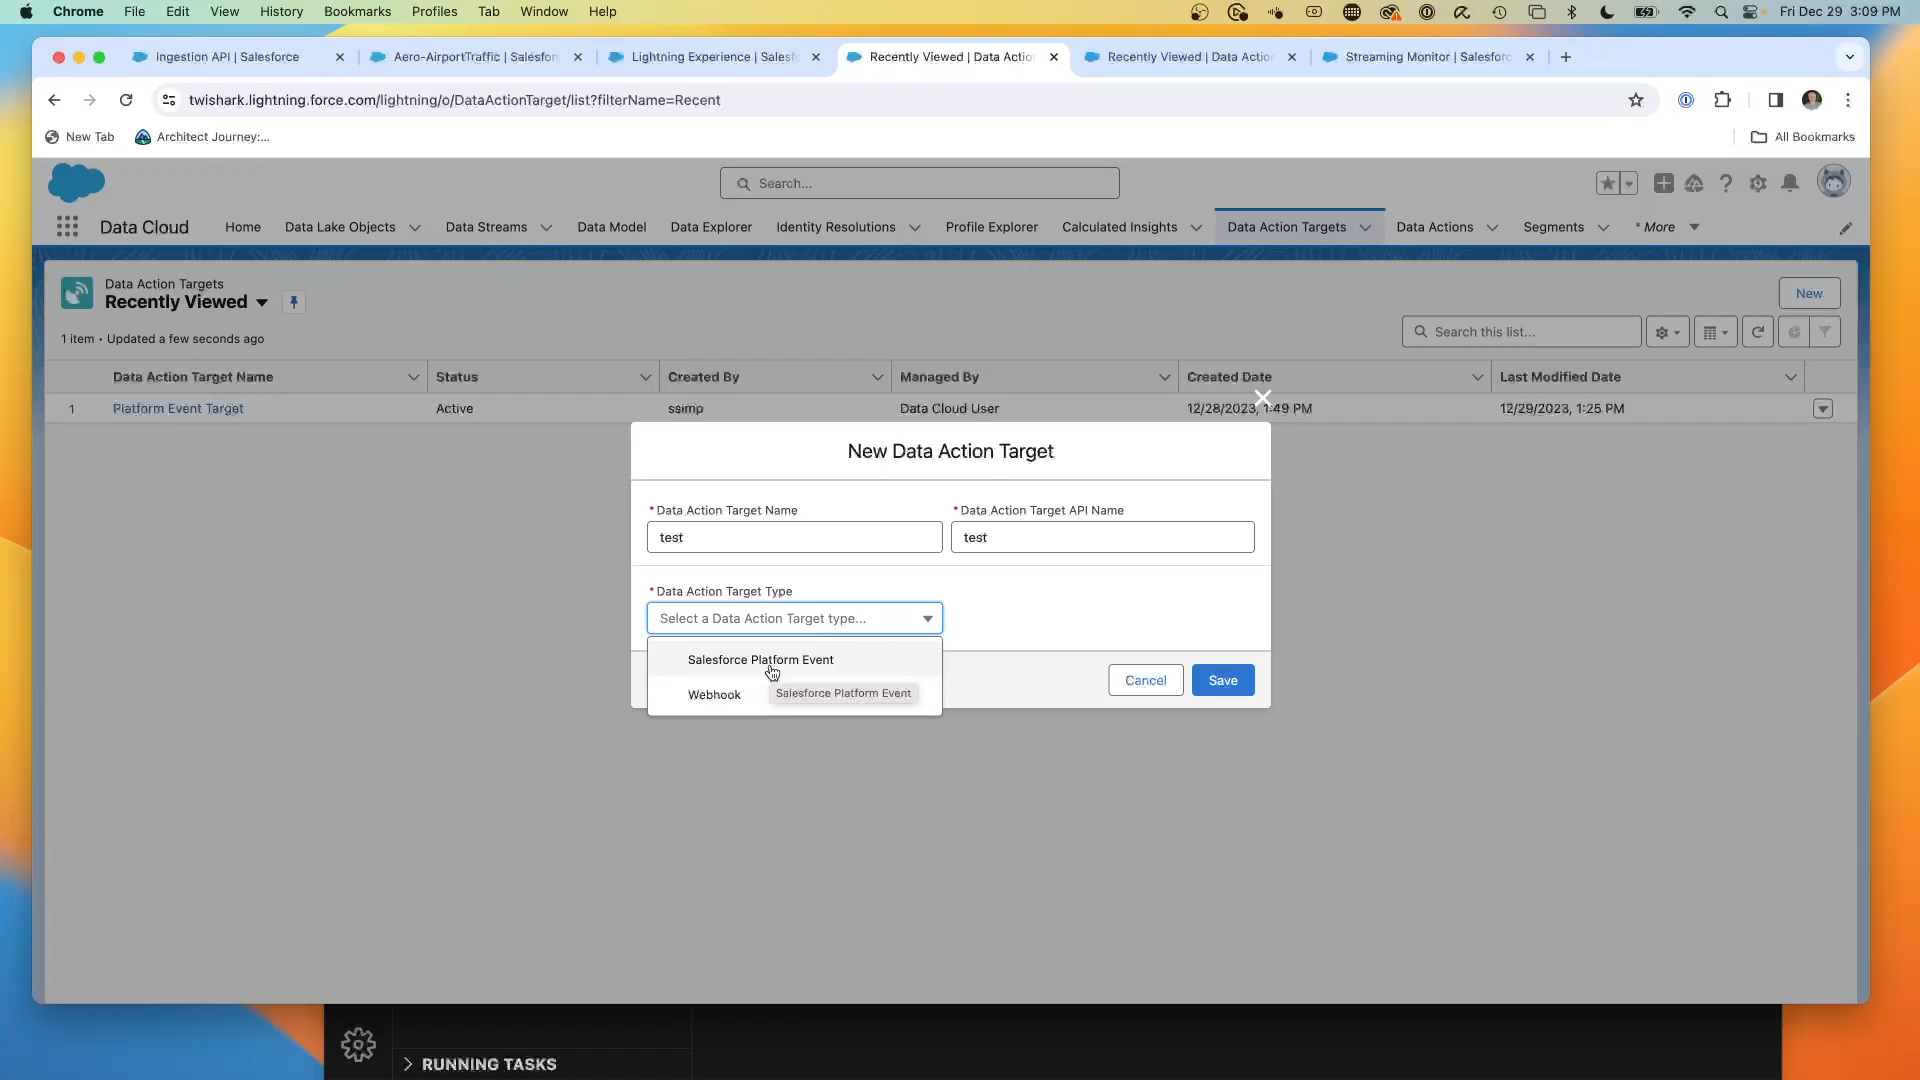 Chrome File Edit View History Bookmarks Profiles Tab Window Help Fri Dec 29 3:09 PM
Ingestion API | Salesforce Aero-AirportTraffic | Salesforc Lightning Experience | Salesf Recently Viewed | Data Action Recently Viewed | Data Action Streaming Monitor | Salesforc
twishark.lightning.force.com/lightning/o/DataActionTarget/list?filterName=Recent
New Tab Architect Journey:... All Bookmarks
Search...
Data Cloud Home Data Lake Objects Data Streams Data Model Data Explorer Identity Resolutions Profile Explorer Calculated Insights Data Action Targets Data Actions Segments * More
Data Action Targets
Recently Viewed
New
1 item • Updated a few seconds ago
Search this list...
Data Action Target Name Status Created By Managed By Created Date Last Modified Date
1 Platform Event Target Active ssimp Data Cloud User 12/28/2023, 1:49 PM 12/29/2023, 1:25 PM
New Data Action Target
* Data Action Target Name * Data Action Target API Name
test test
* Data Action Target Type
Select a Data Action Target type...
Salesforce Platform Event
Webhook Salesforce Platform Event
Cancel Save
RUNNING TASKS